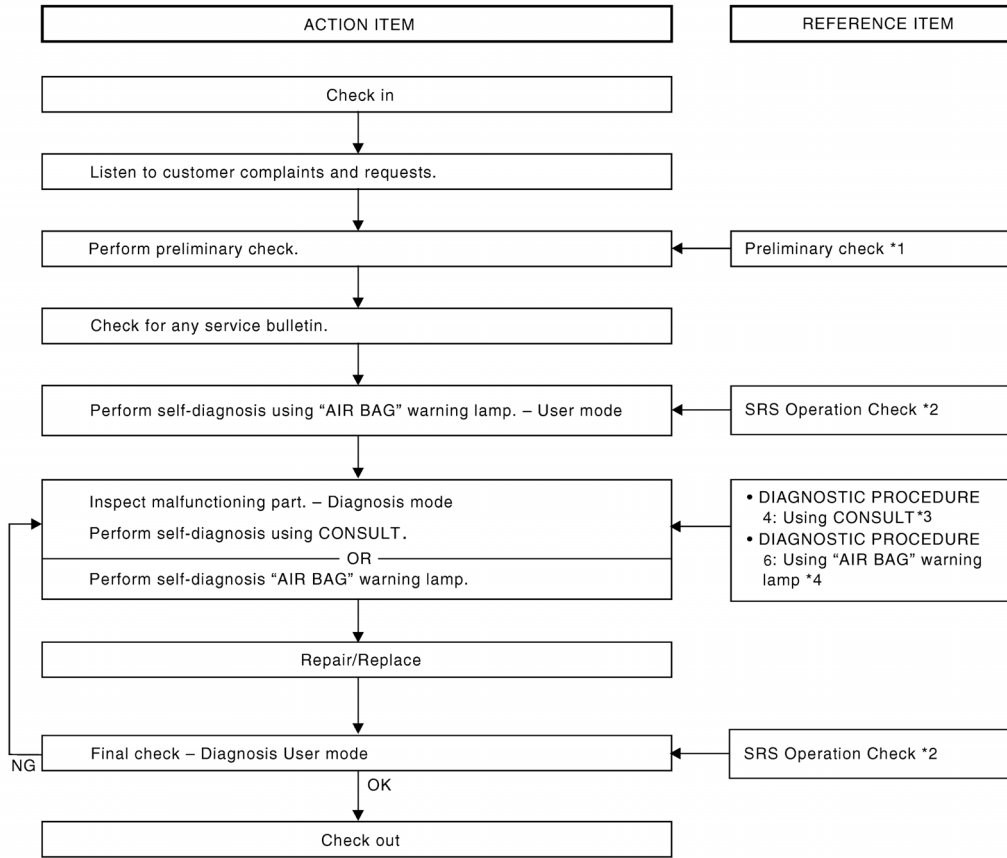 ACTION ITEM
REFERENCE ITEM
Check in
Listen to customer complaints and requests.
Perform preliminary check.
Preliminary check *1
Check for any service bulletin.
Perform self-diagnosis using “AIR BAG” warning lamp. – User mode
SRS Operation Check *2
Inspect malfunctioning part. – Diagnosis mode
Perform self-diagnosis using CONSULT.
OR
Perform self-diagnosis “AIR BAG” warning lamp.
• DIAGNOSTIC PROCEDURE
4: Using CONSULT*3
• DIAGNOSTIC PROCEDURE
6: Using “AIR BAG” warning
lamp *4
Repair/Replace
Final check – Diagnosis User mode
SRS Operation Check *2
NG
OK
Check out